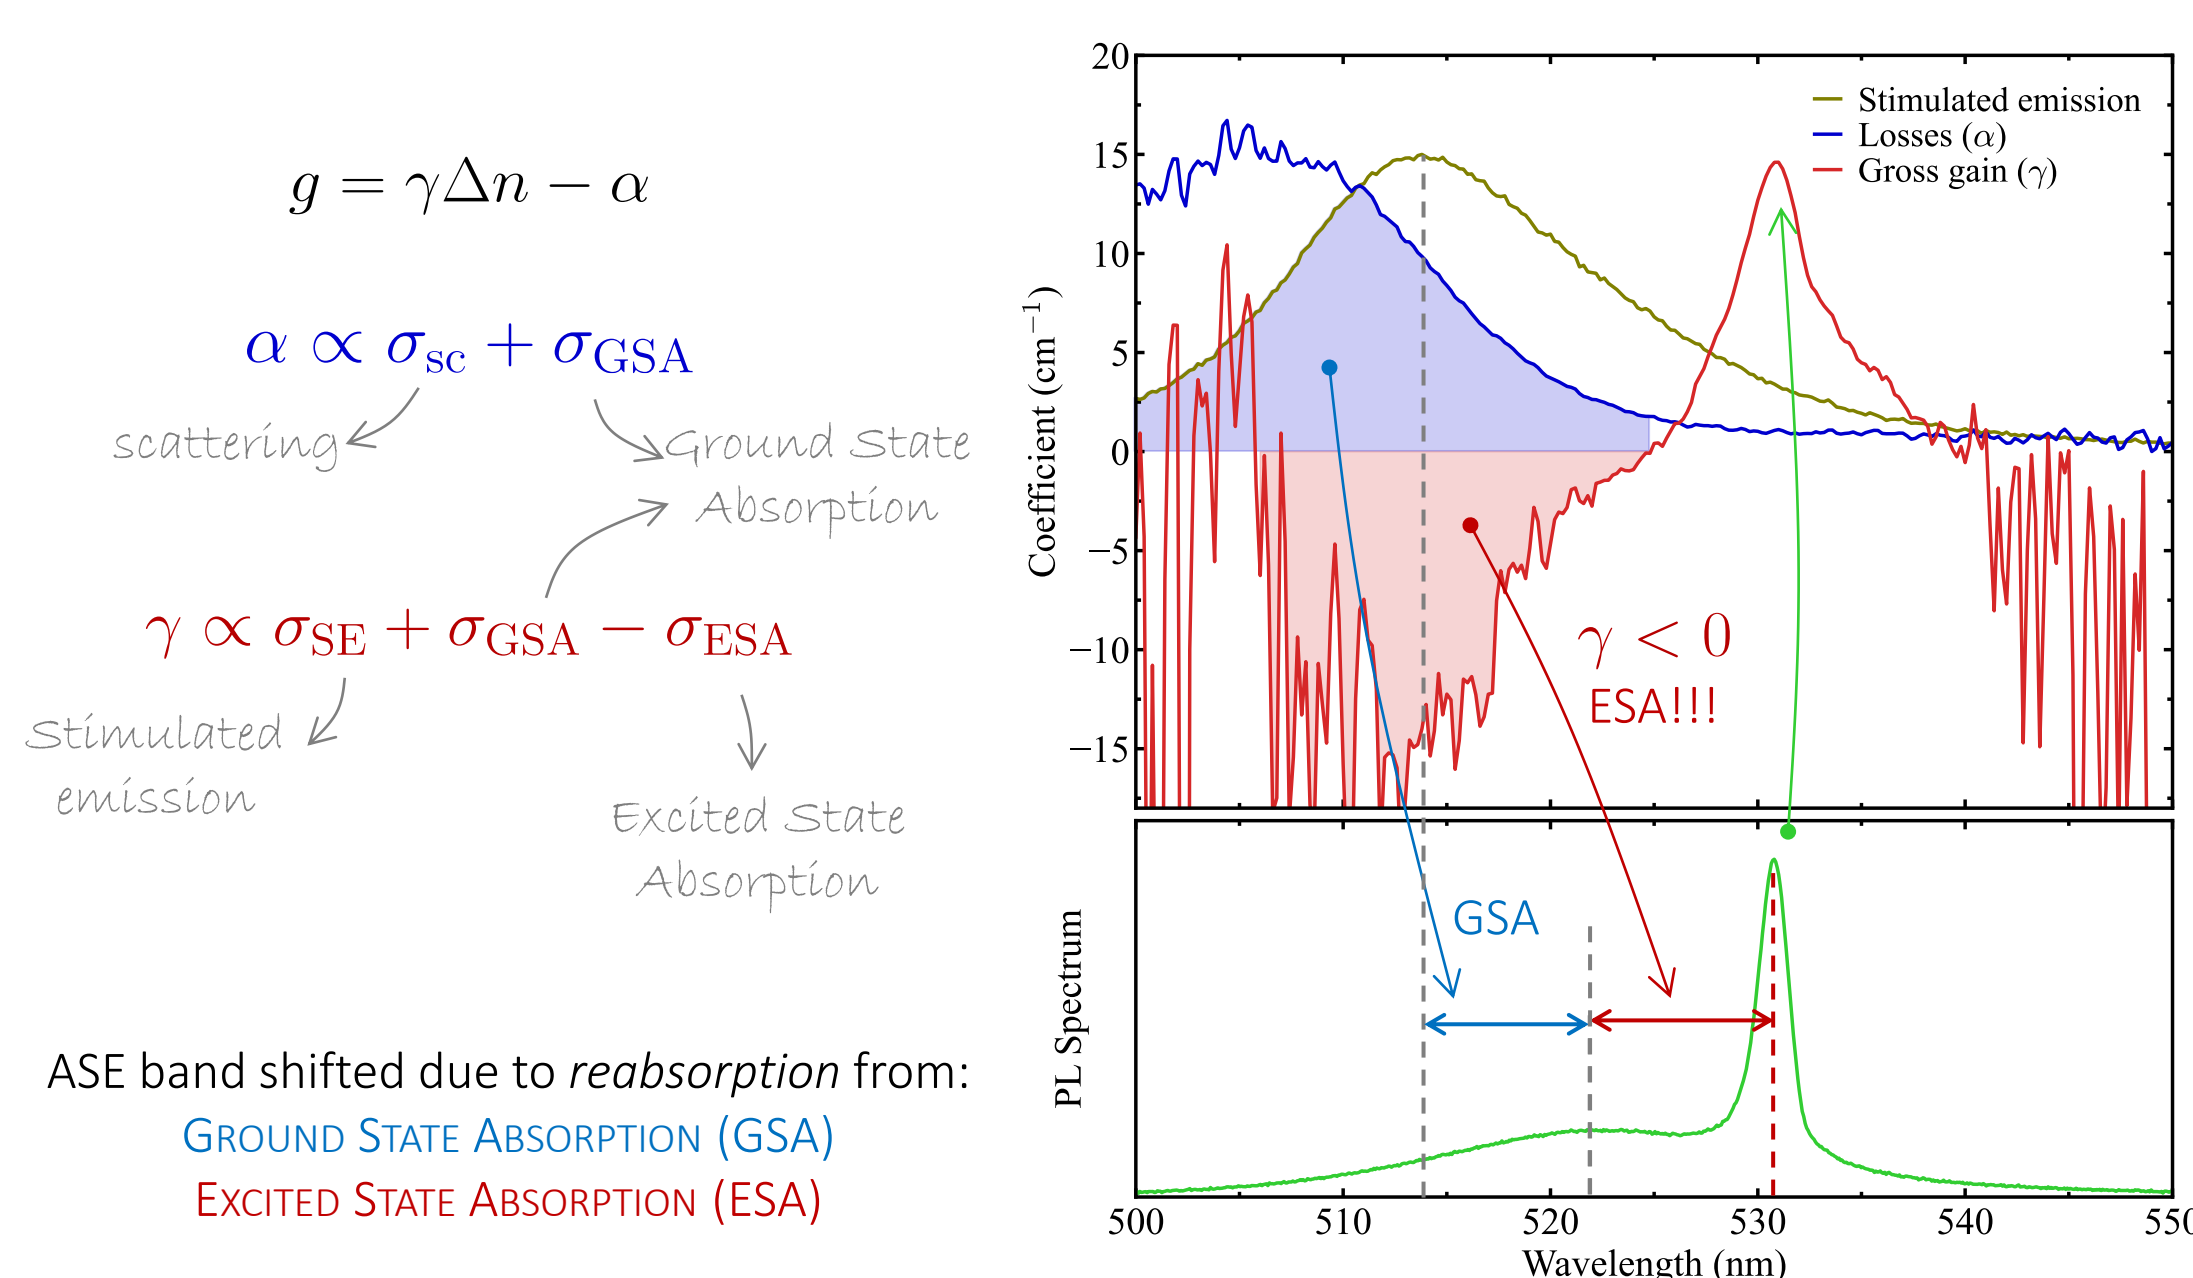 g = γΔn − α
α ∝ σsc + σGSA
scattering
Ground State
Absorption
γ ∝ σSE + σGSA − σESA
Stimulated
emission
Excited State
Absorption
ASE band shifted due to reabsorption from:
GROUND STATE ABSORPTION (GSA)
EXCITED STATE ABSORPTION (ESA)
20
15
10
5
0
−5
−10
−15
Coefficient (cm⁻¹)
Stimulated emission
Losses (α)
Gross gain (γ)
γ < 0
ESA!!!
GSA
PL Spectrum
500 510 520 530 540 550
Wavelength (nm)